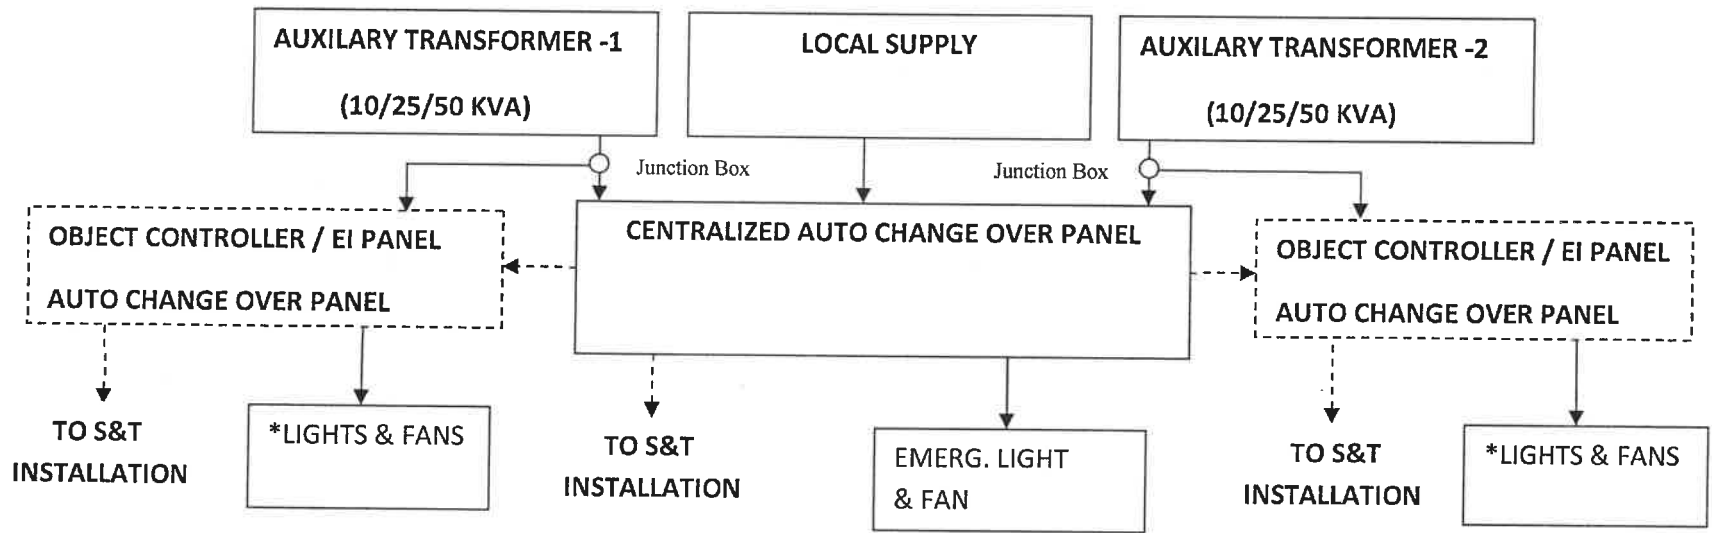 AUXILARY TRANSFORMER -1
(10/25/50 KVA)
LOCAL SUPPLY
AUXILARY TRANSFORMER -2
(10/25/50 KVA)
Junction Box
Junction Box
OBJECT CONTROLLER / EI PANEL
AUTO CHANGE OVER PANEL
CENTRALIZED AUTO CHANGE OVER PANEL
OBJECT CONTROLLER / EI PANEL
AUTO CHANGE OVER PANEL
TO S&T
INSTALLATION
*LIGHTS & FANS
TO S&T
INSTALLATION
EMERG. LIGHT
& FAN
TO S&T
INSTALLATION
*LIGHTS & FANS